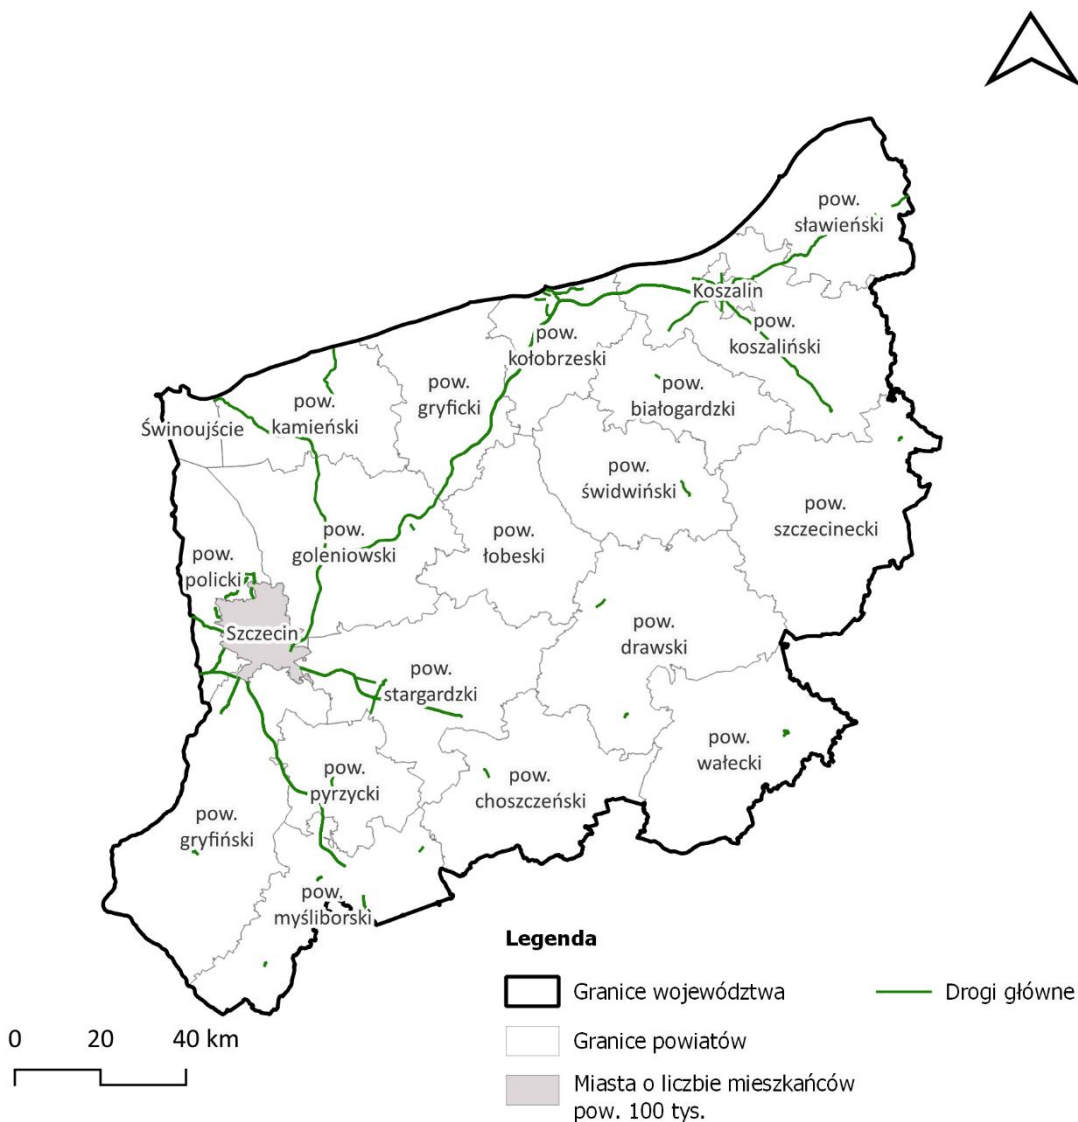 pow.
sławieński
Koszalin
pow.
koszaliński
pow.
kołobrzeski
pow.
gryficki
pow.
białogardzki
pow.
kamieński
Świnoujście
pow.
świdwiński
pow.
szczecinecki
pow.
goleniowski
pow.
łobeski
pow.
policki
Szczecin
pow.
drawski
pow.
stargardzki
pow.
wałecki
pow.
pyrzycki
pow.
choszczeński
pow.
gryfiński
pow.
myśliborski
Legenda
Granice województwa
Drogi główne
Granice powiatów
Miasta o liczbie mieszkańców
pow. 100 tys.
0 20 40 km